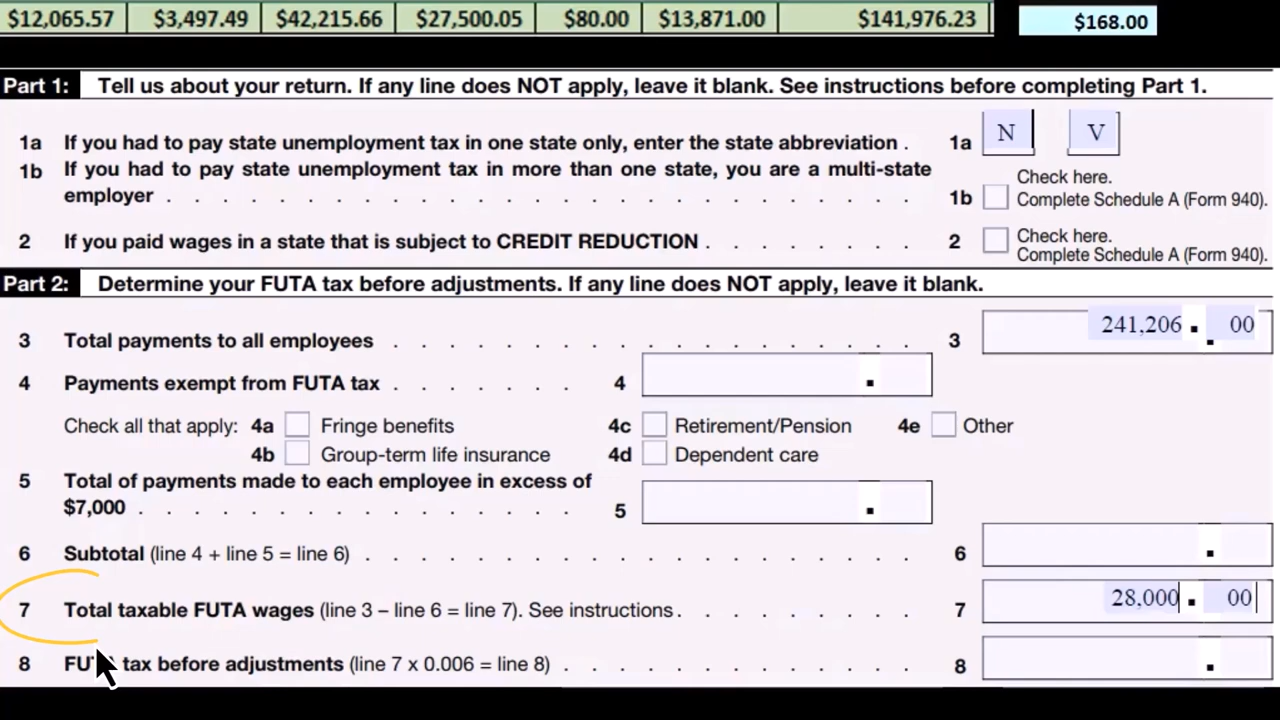 $12,065.57 $3,497.49 $42,215.66 $27,500.05 $80.00 $13,871.00 $141,976.23 $168.00
Part 1: Tell us about your return. If any line does NOT apply, leave it blank. See instructions before completing Part 1.
1a If you had to pay state unemployment tax in one state only, enter the state abbreviation . 1a N V
1b If you had to pay state unemployment tax in more than one state, you are a multi-state
employer . . . . . . . . . . . . . . . . . . . . . . . . . . . 1b Check here.
Complete Schedule A (Form 940).
2 If you paid wages in a state that is subject to CREDIT REDUCTION . . . . . . . . 2 Check here.
Complete Schedule A (Form 940).
Part 2: Determine your FUTA tax before adjustments. If any line does NOT apply, leave it blank.
3 Total payments to all employees . . . . . . . . . . . . . . . . . . . 3 241,206 . 00
4 Payments exempt from FUTA tax . . . . . . . 4 .
Check all that apply: 4a Fringe benefits 4c Retirement/Pension 4e Other
4b Group-term life insurance 4d Dependent care
5 Total of payments made to each employee in excess of
$7,000 . . . . . . . . . . . . . . . . 5 .
6 Subtotal (line 4 + line 5 = line 6) . . . . . . . . . . . . . . . . . . . . 6 .
7 Total taxable FUTA wages (line 3 – line 6 = line 7). See instructions . . . . . . . . . 7 28,000 . 00
8 tax before adjustments (line 7 x 0.006 = line 8) . . . . . . . . . . . . . 8 .